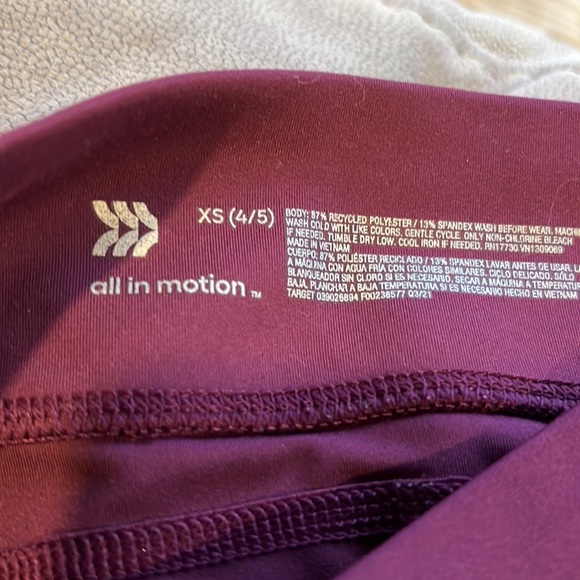 XS (4/5)
all in motion ™
BODY: 87% RECYCLED POLYESTER / 13% SPANDEX WASH BEFORE WEAR. MACHI
WASH COLD WITH LIKE COLORS. GENTLE CYCLE. ONLY NON-CHLORINE BLEACH
IF NEEDED. TUMBLE DRY LOW. COOL IRON IF NEEDED. RN17730 VN1309069
MADE IN VIETNAM
CUERPO: 87% POLIÉSTER RECICLADO / 13% SPANDEX LAVAR ANTES DE USAR. LA
A MÁQUINA CON AGUA FRÍA CON COLORES SIMILARES. CICLO DELICADO. SÓLO
BLANQUEADOR SIN CLORO SI ES NECESARIO. SECAR A MÁQUINA A TEMPERATUR
BAJA. PLANCHAR A BAJA TEMPERATURA SI ES NECESARIO HECHO EN VIETNAM
TARGET 039026894 F00238577 03/21